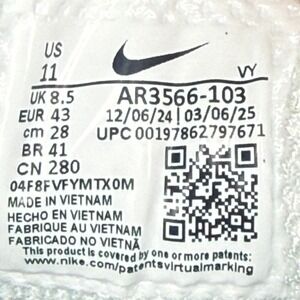 US
11 VY
UK 8.5 AR3566-103
EUR 43 12/06/24 | 03/06/25
cm 28 UPC 00197862797671
BR 41
CN 280
04F8FVFYMTX0M
MADE IN VIETNAM
HECHO EN VIETNAM
FABRIQUE AU VIETNAM
FABRICADO NO VIETNÃ
This product is covered by one or more patents
www.nike.com/patentsvirtualmarking